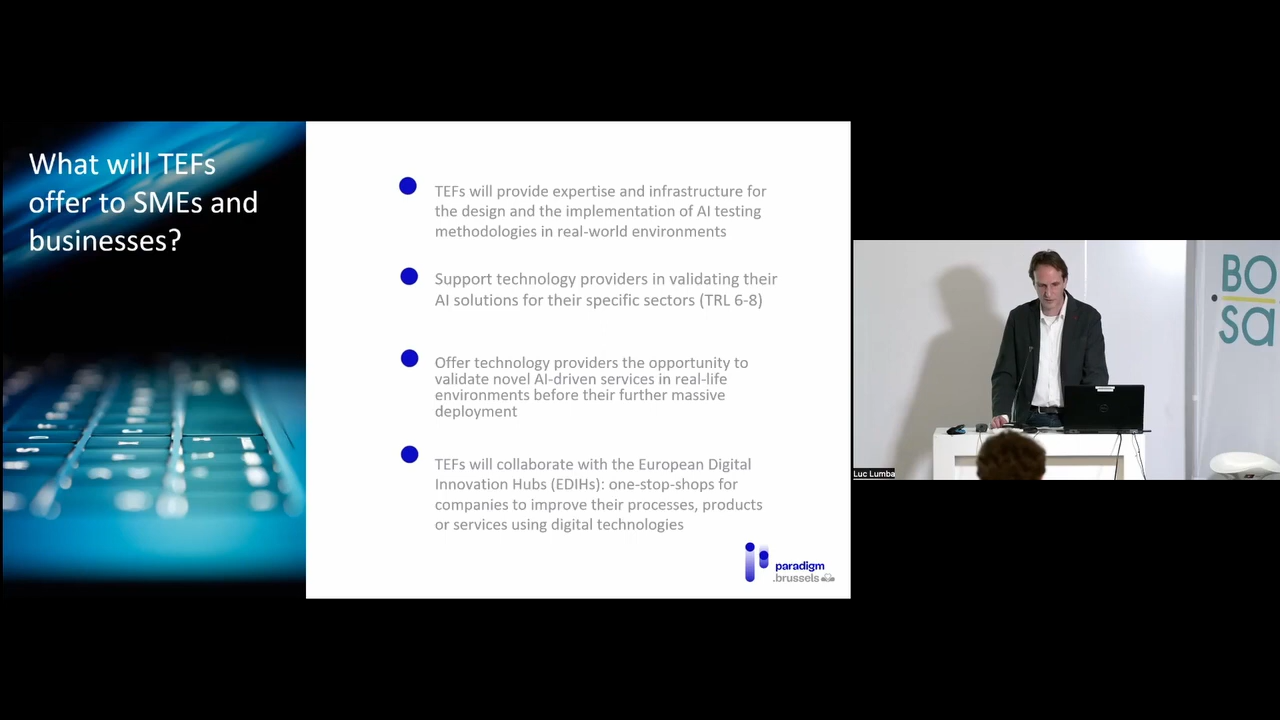 What will TEFs
offer to SMEs and
businesses?
TEFs will provide expertise and infrastructure for
the design and the implementation of AI testing
methodologies in real-world environments
Support technology providers in validating their
AI solutions for their specific sectors (TRL 6-8)
Offer technology providers the opportunity to
validate novel AI-driven services in real-life
environments before their further massive
deployment
TEFs will collaborate with the European Digital
Innovation Hubs (EDIHs): one-stop-shops for
companies to improve their processes, products
or services using digital technologies
paradigm
.brussels
BO
sa
Luc Lumba